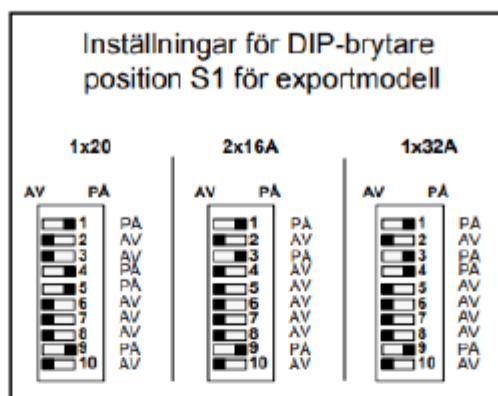 Inställningar för DIP-brytare
position S1 för exportmodell
1x20
AV PÅ
1 PÅ
2 AV
3 AV
4 PÅ
5 PÅ
6 AV
7 AV
8 AV
9 PÅ
10 AV
2x16A
AV PÅ
1 PÅ
2 AV
3 PÅ
4 AV
5 AV
6 AV
7 AV
8 AV
9 PÅ
10 AV
1x32A
AV PÅ
1 PÅ
2 AV
3 PÅ
4 PÅ
5 AV
6 AV
7 AV
8 AV
9 PÅ
10 AV